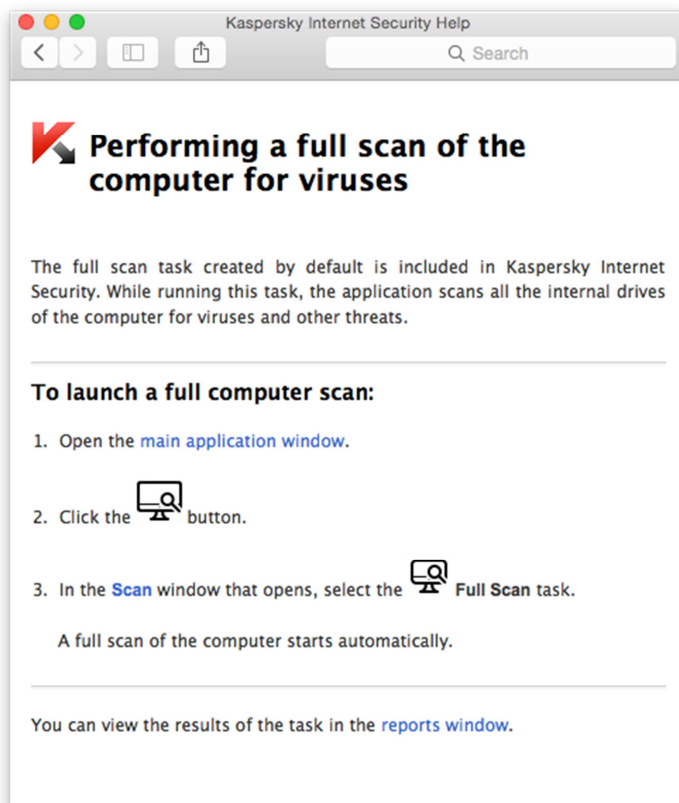 Kaspersky Internet Security Help
Search
Performing a full scan of the
computer for viruses
The full scan task created by default is included in Kaspersky Internet
Security. While running this task, the application scans all the internal drives
of the computer for viruses and other threats.
To launch a full computer scan:
1. Open the main application window.
2. Click the button.
3. In the Scan window that opens, select the Full Scan task.
A full scan of the computer starts automatically.
You can view the results of the task in the reports window.